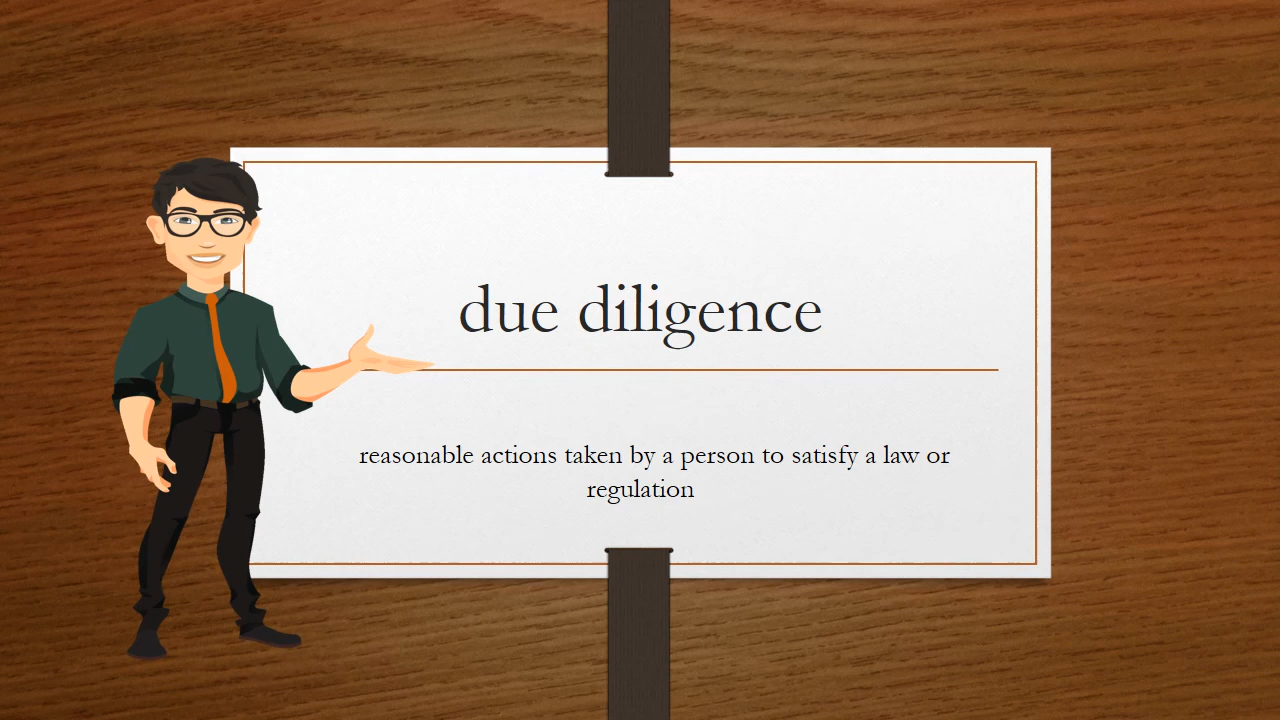 due diligence
reasonable actions taken by a person to satisfy a law or
regulation